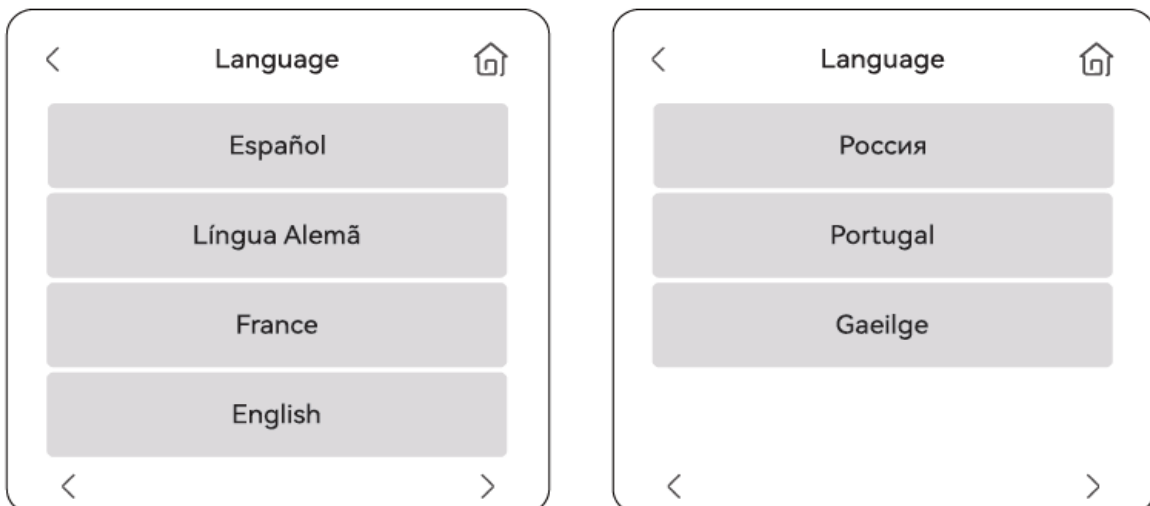 Language
Español
Língua Alemã
France
English
Language
Россия
Portugal
Gaeilge